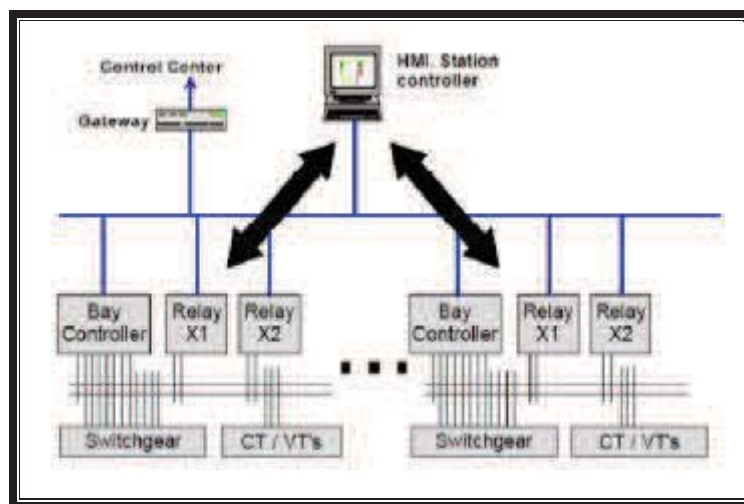 Control Center
HMI. Station
controller
Gateway
Bay
Controller
Relay
X1
Relay
X2
Bay
Controller
Relay
X1
Relay
X2
Switchgear
CT / VT's
Switchgear
CT / VT's